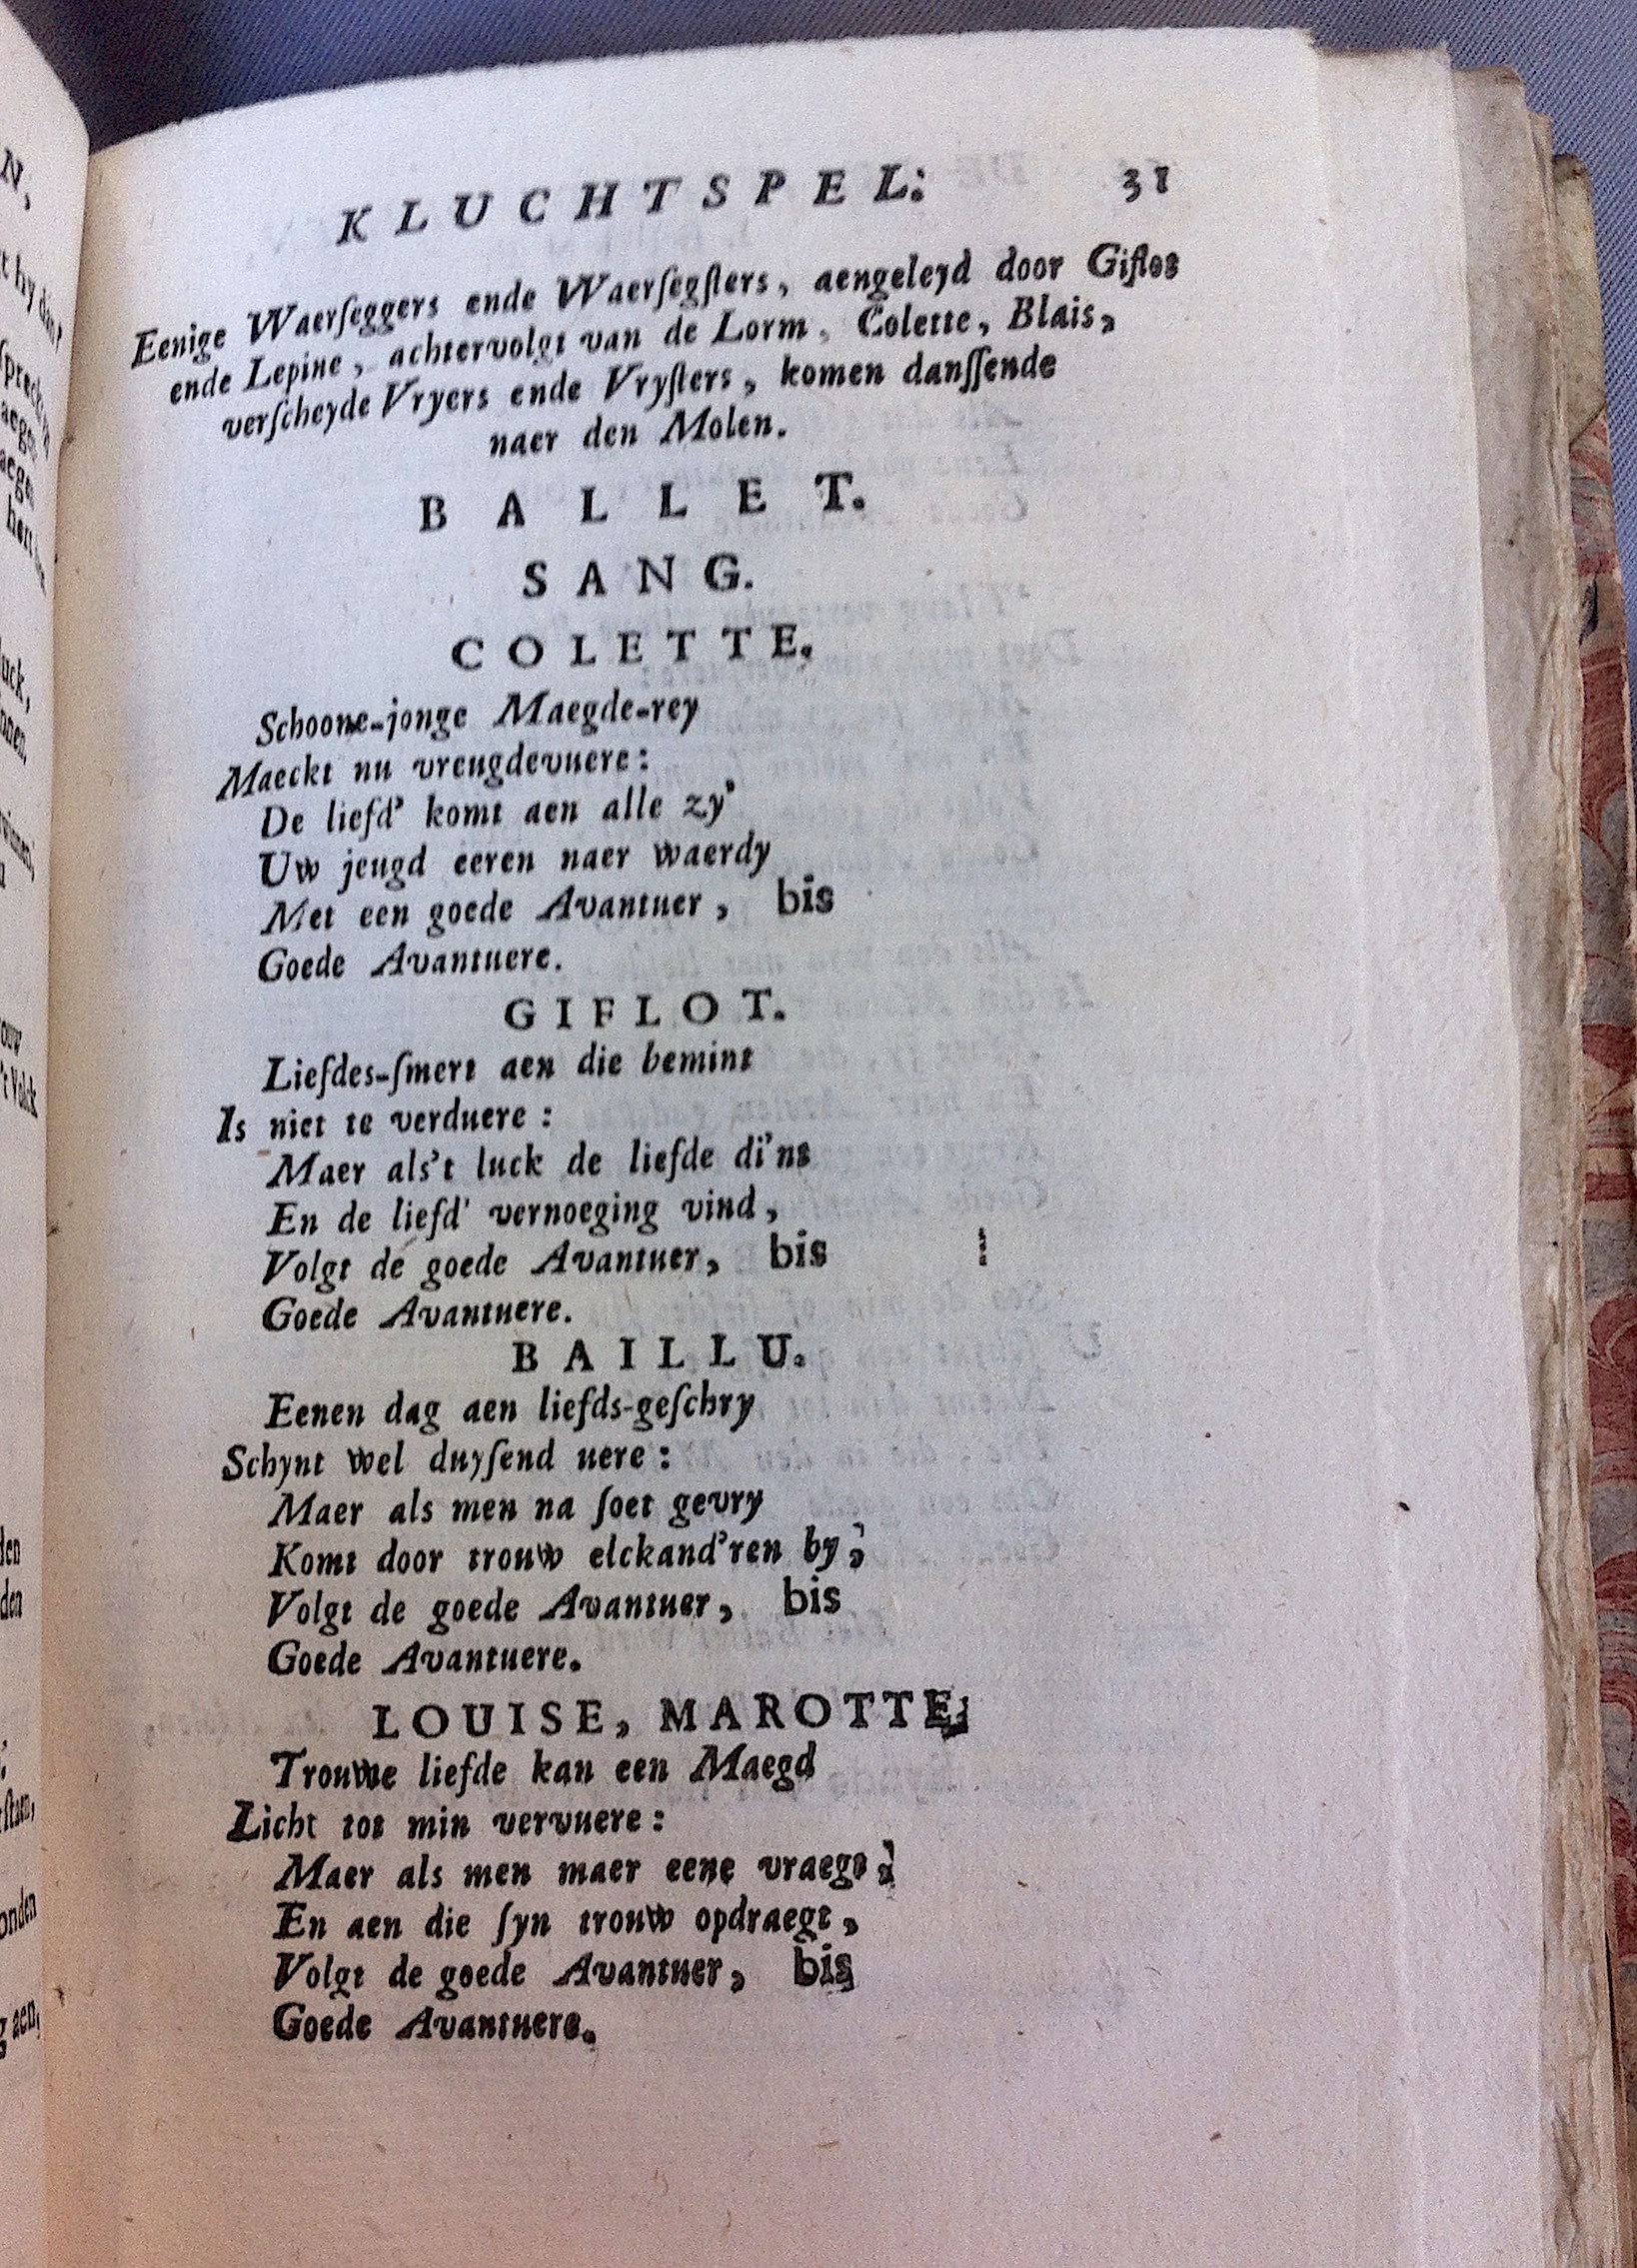 KLUCHTSPEL: 31
Eenige Waerſeggers ende Waerſegſters, aengeleyd door Giflot
ende Lepine, achtervolgt van de Lorm, Colette, Blais,
verſcheyde Vryers ende Vryſters, komen danſſende
naer den Molen.
BALLET.
SANG.
COLETTE.
Schoone-jonge Maegde-rey
Maeckt nu vreugdevuere:
De liefd' komt aen alle zy'
Uw jeugd eeren naer waerdy
Met een goede Avantuer, bis
Goede Avantuere.
GIFLOT.
Liefdes-ſmert aen die bemint
Is niet te verduere:
Maer als't luck de liefde di'nt
En de liefd' vernoeging vind,
Volgt de goede Avantuer, bis
Goede Avantuere.
BAILLU.
Eenen dag aen liefds-geſchry
Schynt wel duyſend uere:
Maer als men na ſoet gevry
Komt door trouw elckand'ren by,
Volgt de goede Avantuer, bis
Goede Avantuere.
LOUISE, MAROTTE,
Trouwe liefde kan een Maegd
Licht tot min vervuere:
Maer als men maer eene vraegt,
En aen die ſyn trouw opdraegt,
Volgt de goede Avantuer, bis
Goede Avantuere.